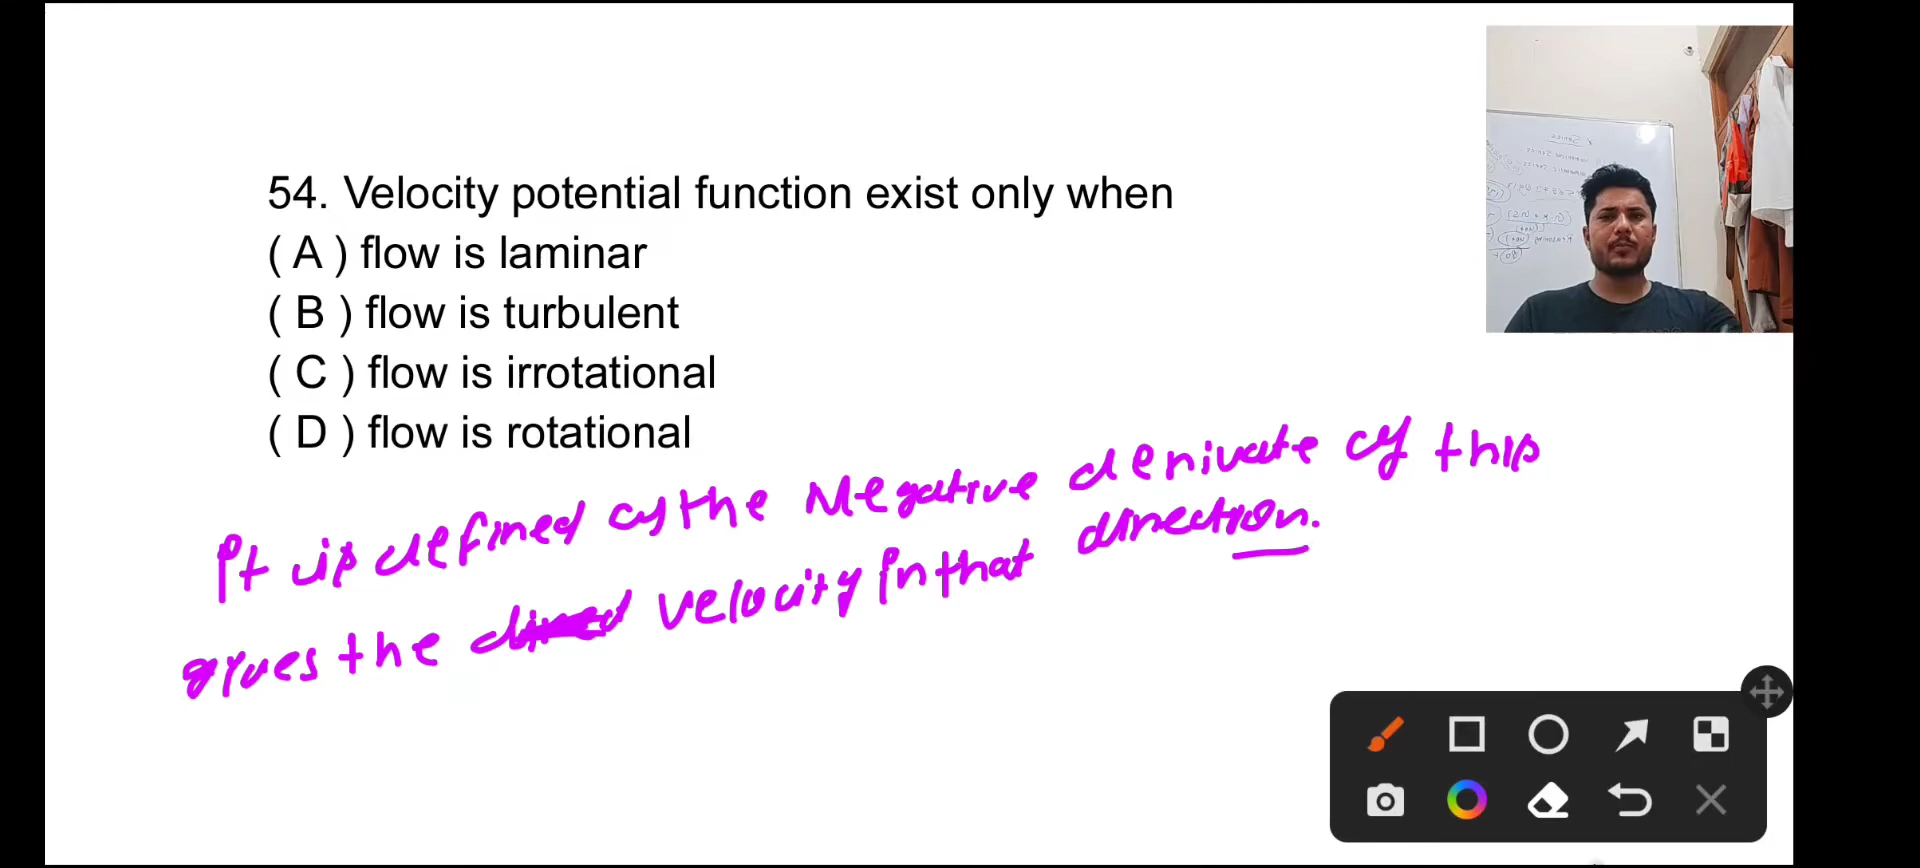 54. Velocity potential function exist only when
( A ) flow is laminar
( B ) flow is turbulent
( C ) flow is irrotational
( D ) flow is rotational
It is defined as the Negative derivate of this
gives the velocity in that direction.